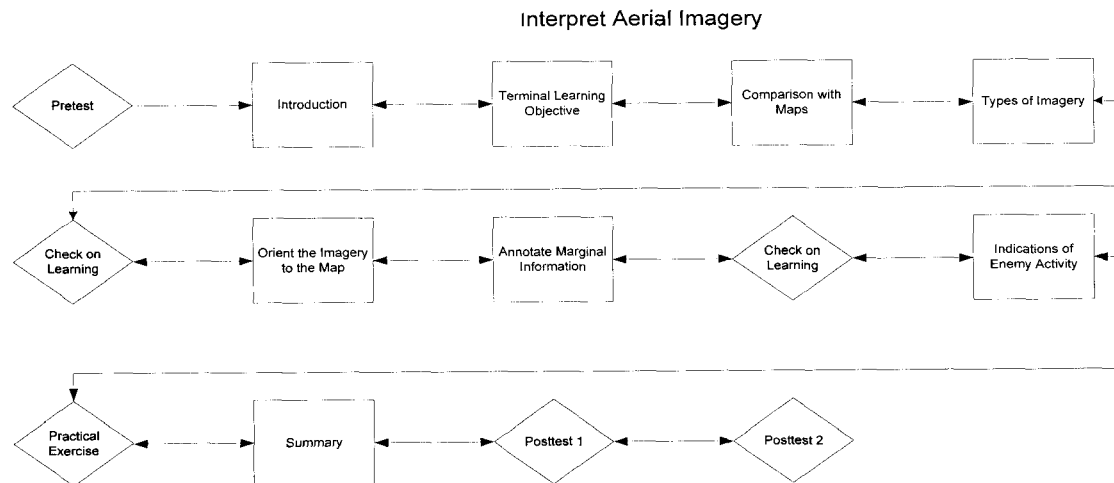 Interpret Aerial Imagery
Pretest
Introduction
Terminal Learning
Objective
Comparison with
Maps
Types of Imagery
Check on
Learning
Orient the Imagery
to the Map
Annotate Marginal
Information
Check on
Learning
Indications of
Enemy Activity
Practical
Exercise
Summary
Posttest 1
Posttest 2